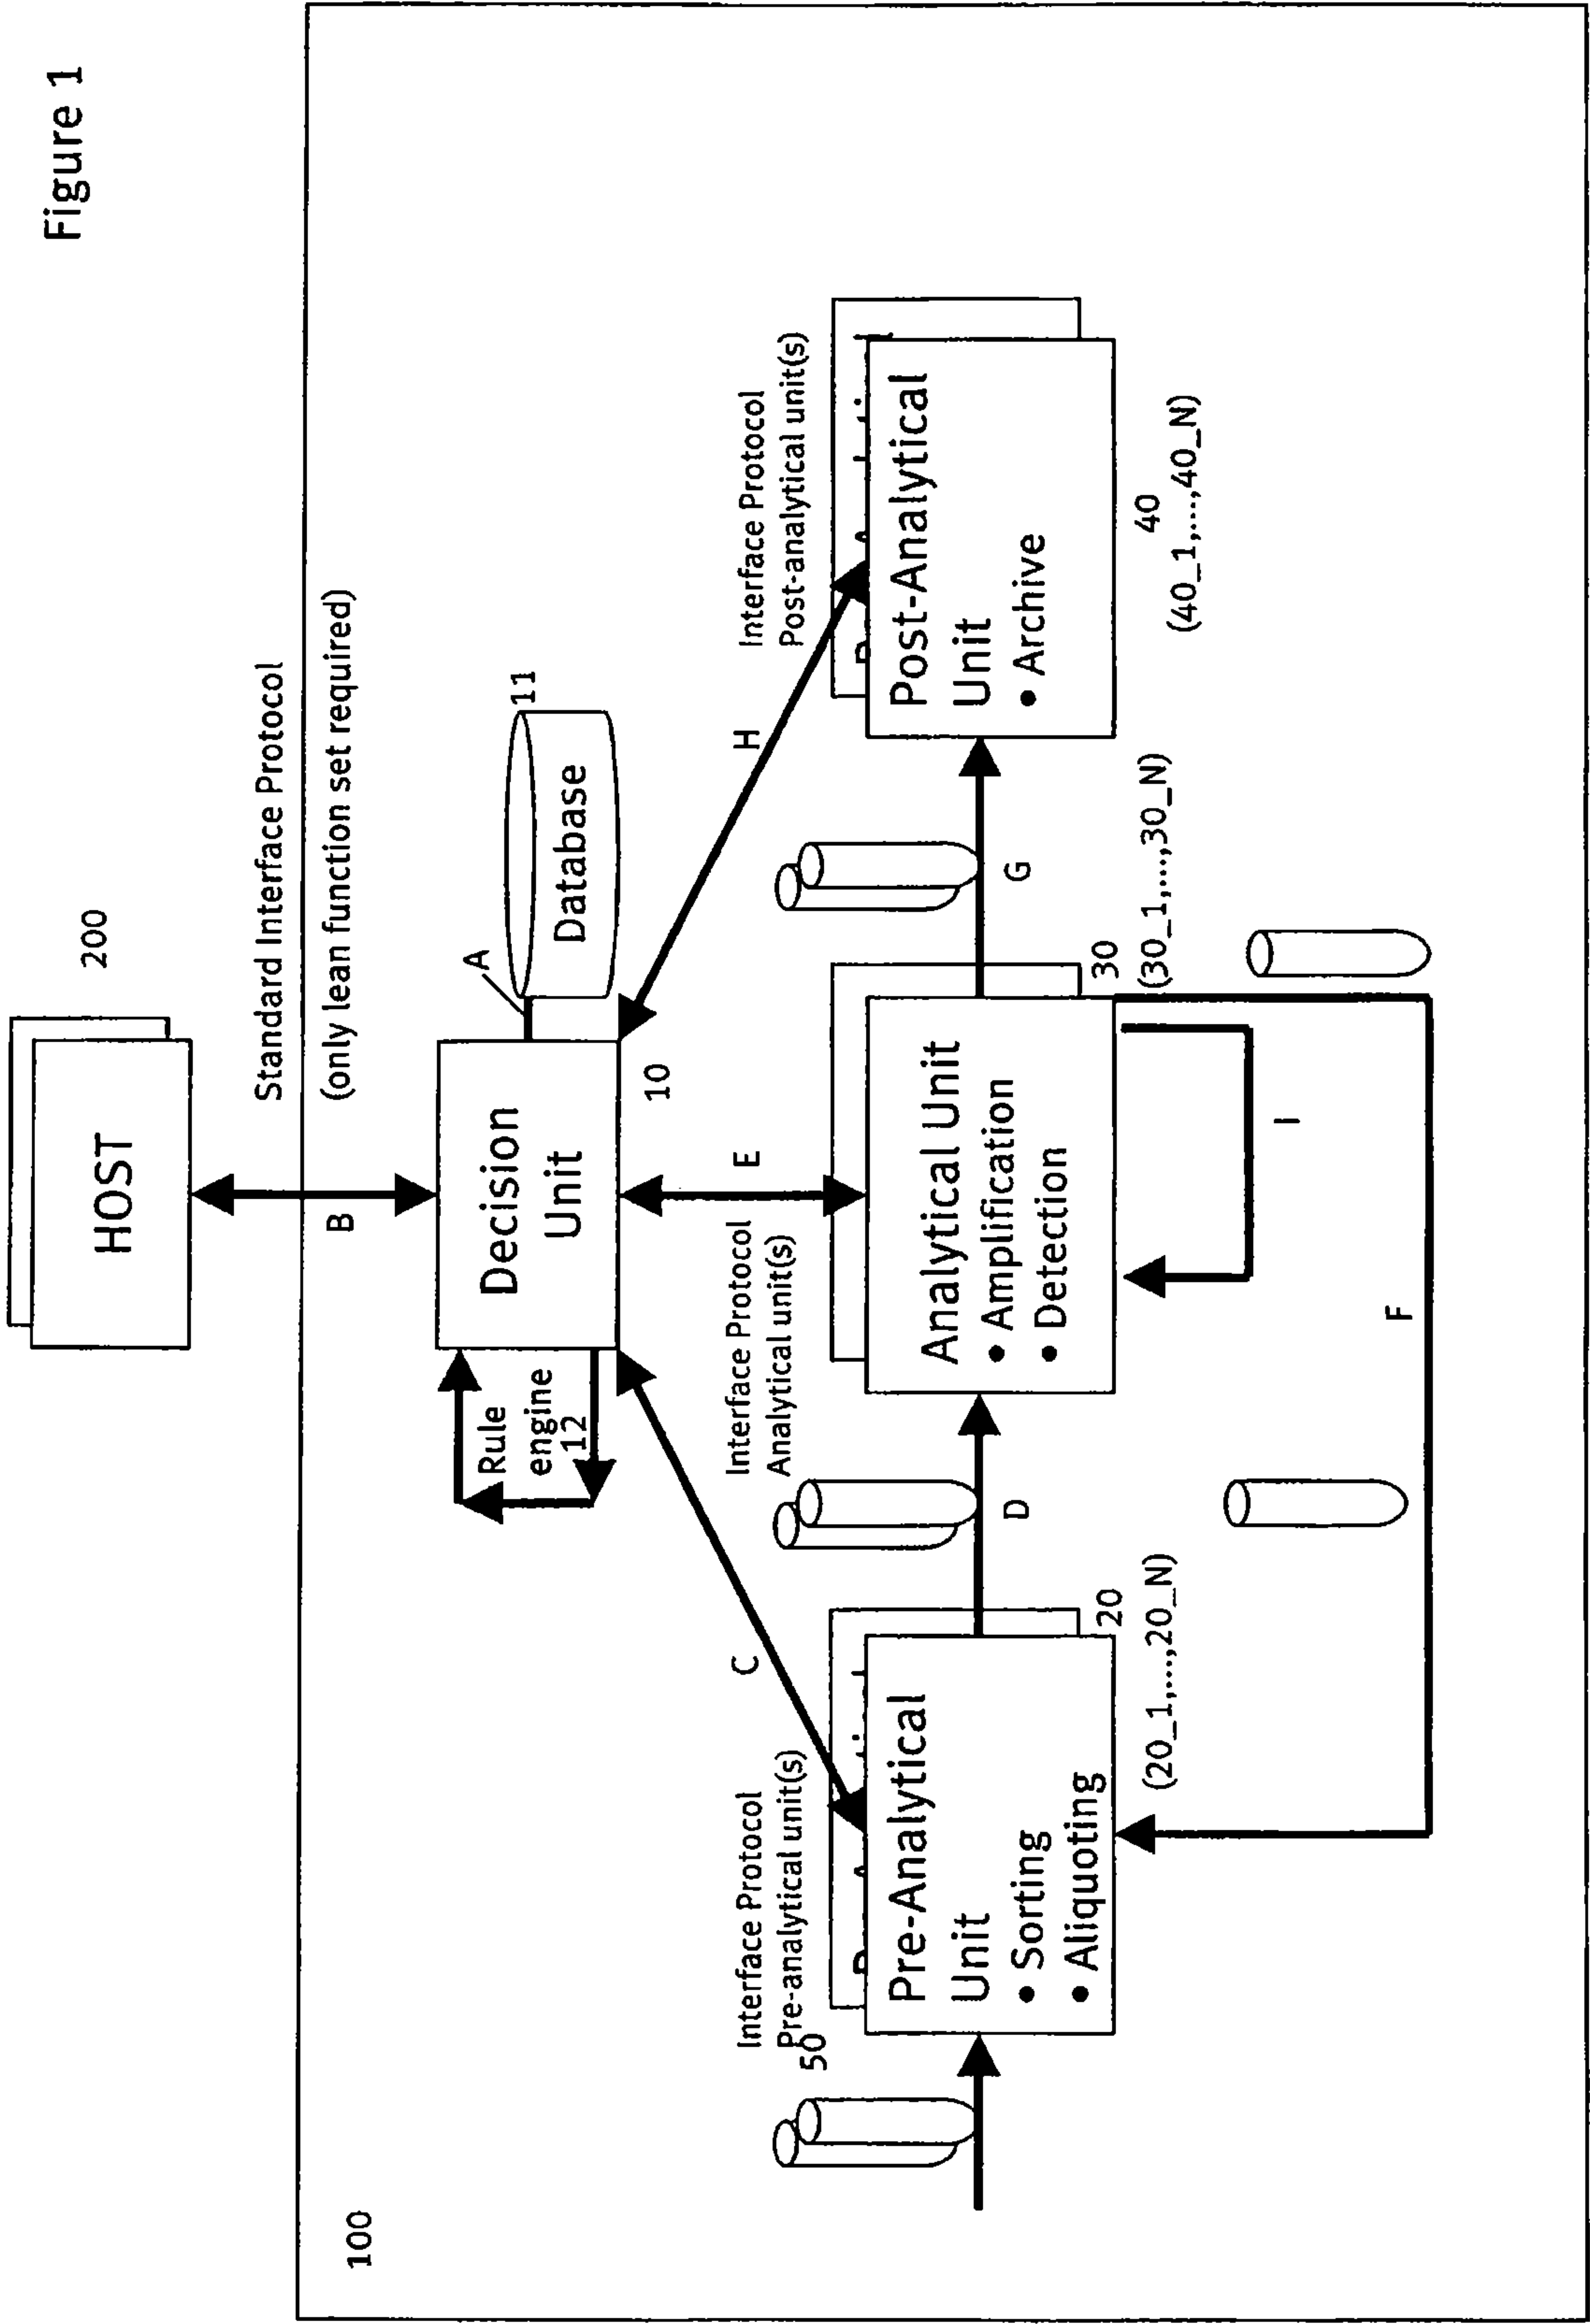 Figure 1
HOST
200
Standard Interface Protocol
(only lean function set required)
B
100
Rule
engine
12
Decision
Unit
10
A
Database
11
C
E
H
Interface Protocol
Pre-analytical unit(s)
50
Interface Protocol
Analytical unit(s)
Interface Protocol
Post-analytical unit(s)
Pre-Analytical
Unit
• Sorting
• Aliquoting
20
(20_1,...,20_N)
D
Analytical Unit
• Amplification
• Detection
30
(30_1,...,30_N)
G
Post-Analytical
Unit
• Archive
40
(40_1,...,40_N)
I
F